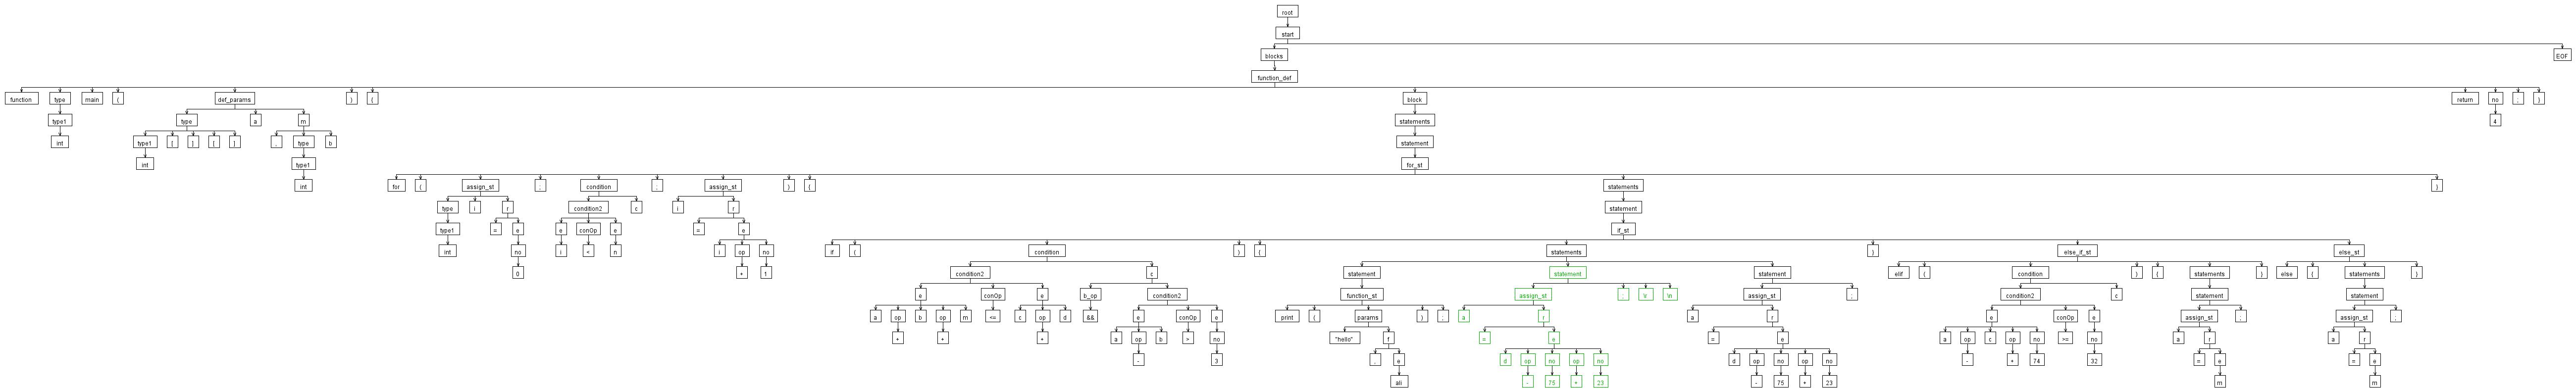 root
start
blocks EOF
function_def
function type main ( def_params ) { block return no ; }
type1 type a m statements 4
int type1 [ ] [ ] , type b statement
int type1 for_st
int for ( assign_st ; condition ; assign_st ) { statements }
type i r condition2 c i r statement
type1 = e e conOp e = e if_st
int no i < n i op no if ( condition ) { statements } else_if_st else_st
0 + 1 condition2 c statement statement statement elif ( condition ) { statements } else { statements }
e conOp e b_op condition2 function_st assign_st ; \r \n assign_st ; condition2 c statement statement
a op b op m <= c op d && e conOp e print ( params ) ; a r a r e conOp e assign_st ; assign_st ;
+ + + a op b > no "hello" f = e = e a op c op no >= no a r a r
- 3 , e d op no op no d op no op no - + 74 32 = e = e
ali - 75 + 23 - 75 + 23 m m